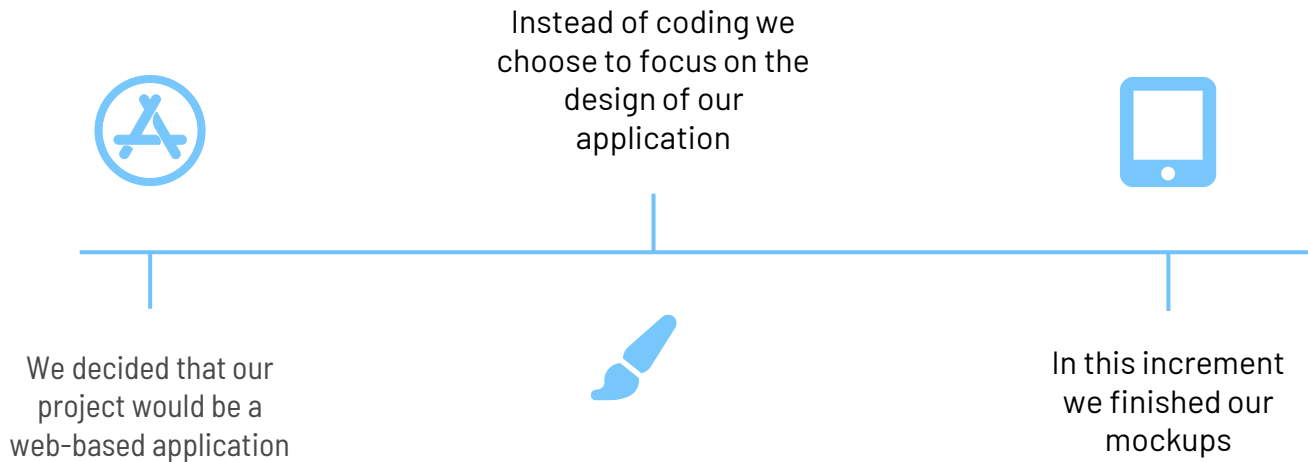 Instead of coding we
choose to focus on the
design of our
application
We decided that our
project would be a
web-based application
In this increment
we finished our
mockups